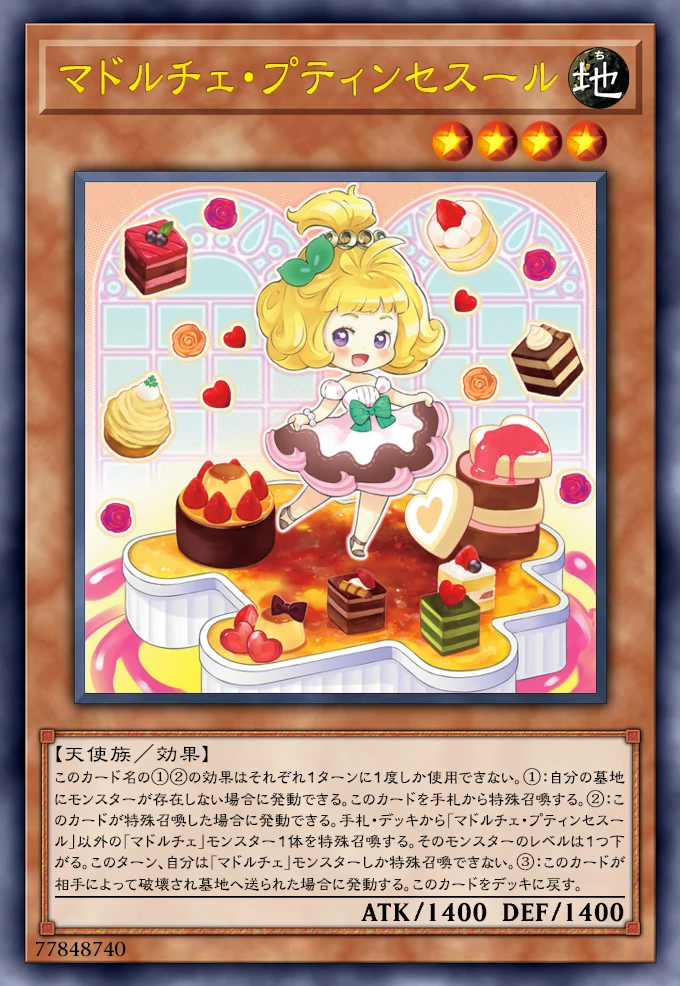 マドルチェ・プティンセスール
ち
地
【天使族／効果】
このカード名の①②の効果はそれぞれ1ターンに1度しか使用できない。①：自分の墓地
にモンスターが存在しない場合に発動できる。このカードを手札から特殊召喚する。②：こ
のカードが特殊召喚した場合に発動できる。手札・デッキから「マドルチェ・プティンセスー
ル」以外の「マドルチェ」モンスター1体を特殊召喚する。そのモンスターのレベルは1つ下
がる。このターン、自分は「マドルチェ」モンスターしか特殊召喚できない。③：このカードが
相手によって破壊され墓地へ送られた場合に発動する。このカードをデッキに戻す。
ATK/1400 DEF/1400
77848740